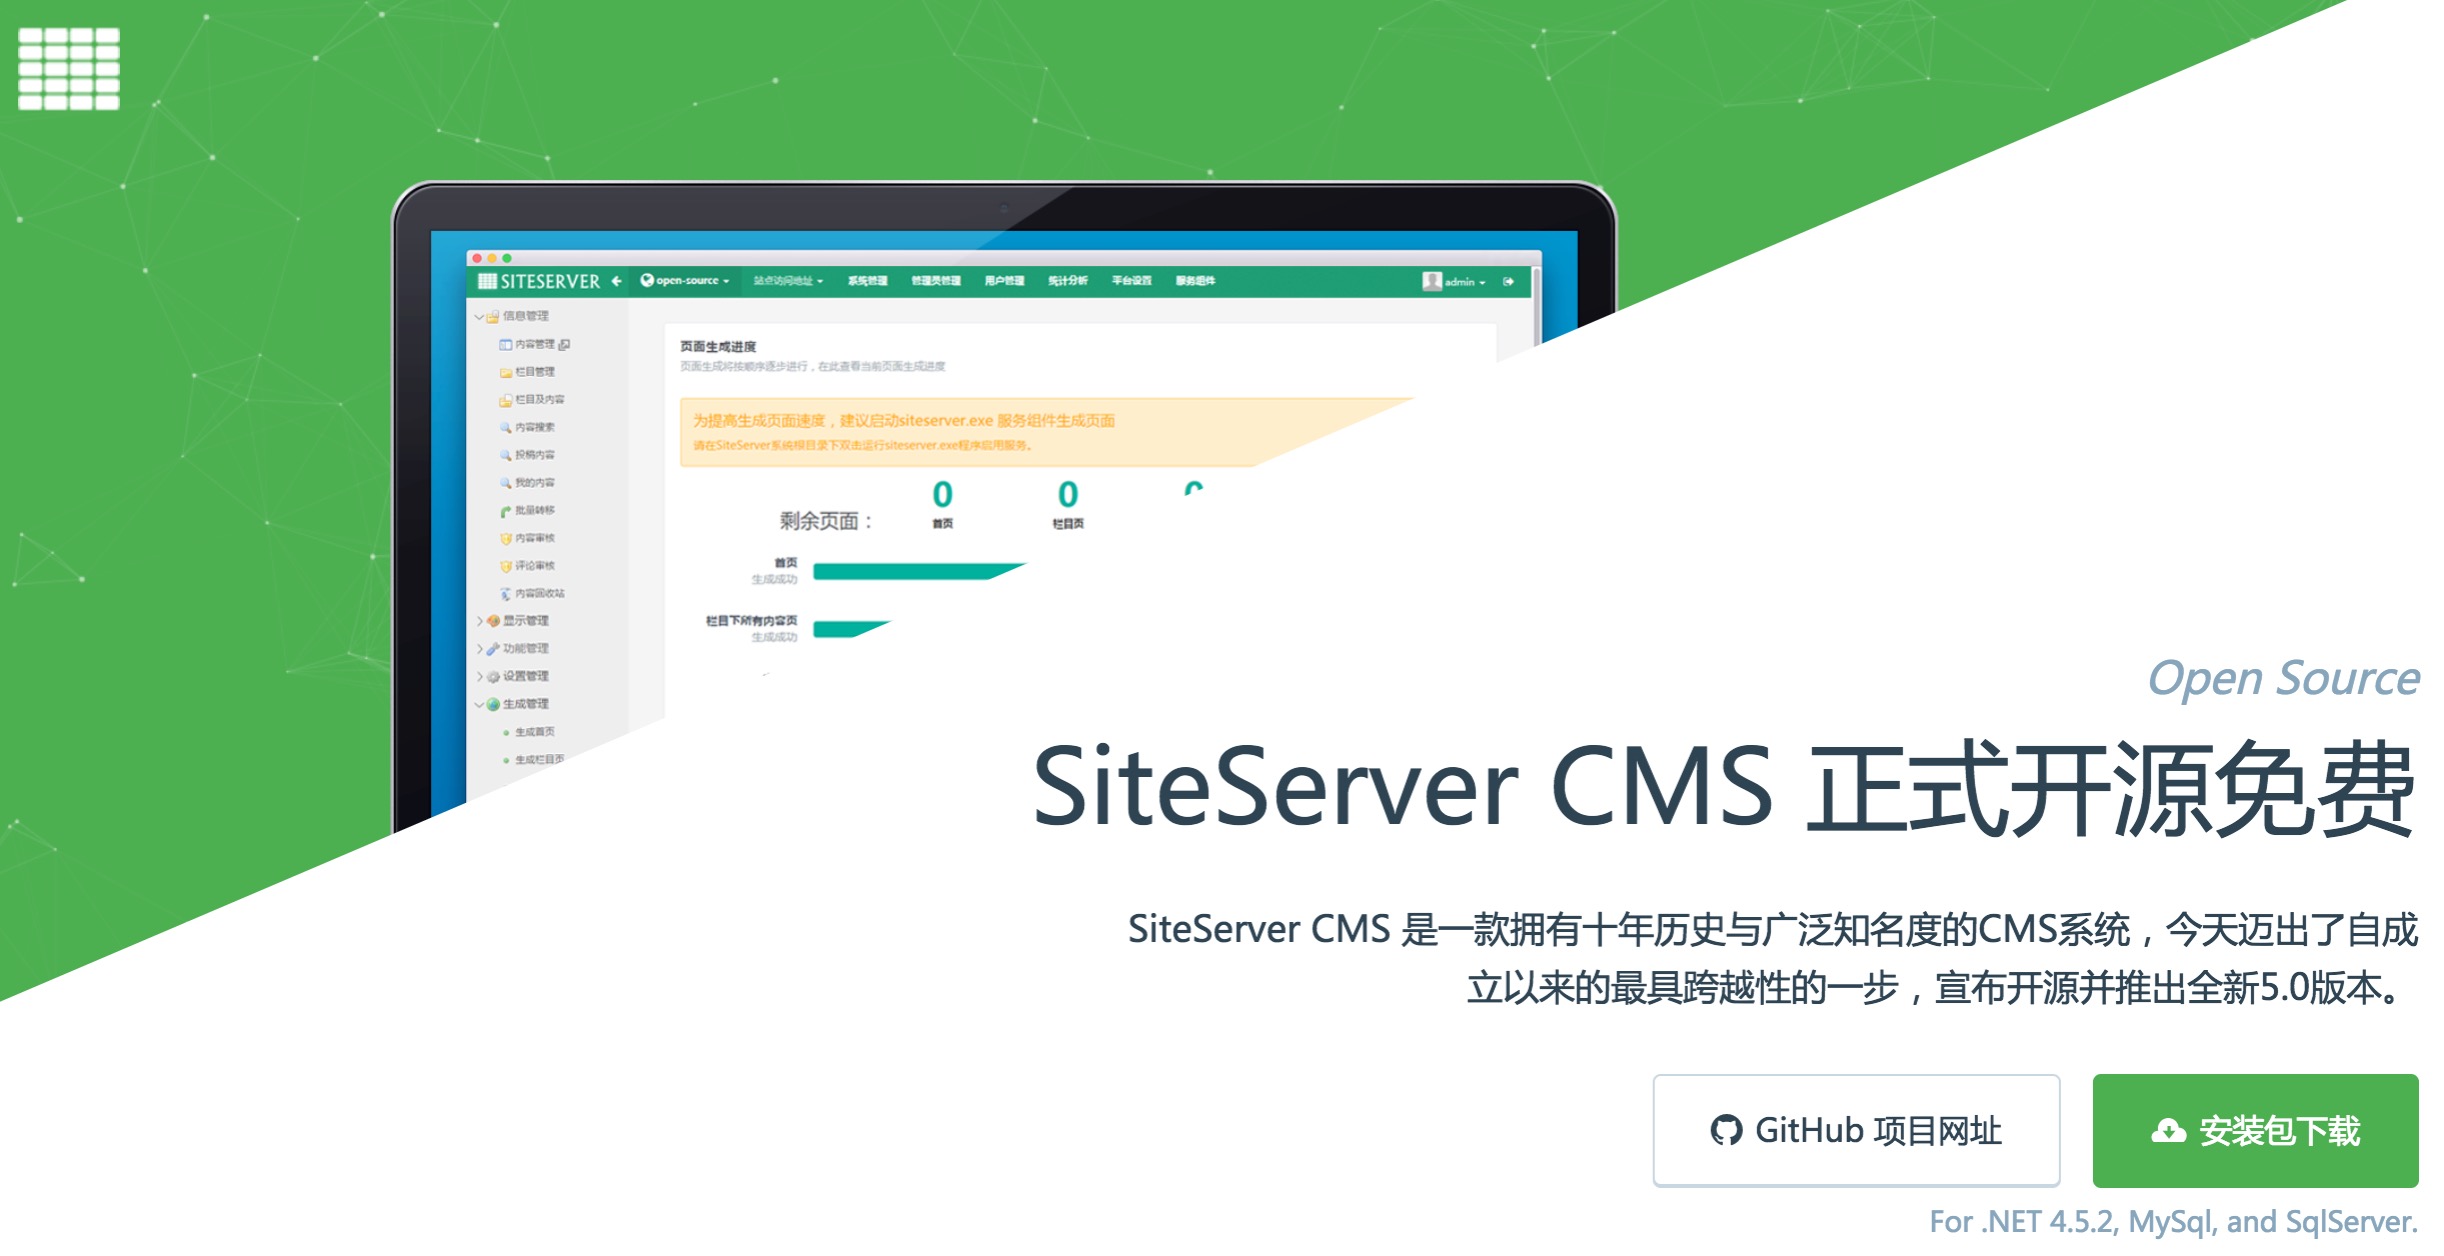 SITESERVER
open-source
站点访问地址
系统管理
管理员管理
用户管理
统计分析
平台设置
服务组件
admin
信息管理
内容管理
栏目管理
栏目及内容
内容搜索
投稿内容
我的内容
批量转移
内容审核
评论审核
内容回收站
显示管理
功能管理
设置管理
生成管理
生成首页
生成栏目页
页面生成进度
页面生成将按顺序逐步进行，在此查看当前页面生成进度
为提高生成页面速度，建议启动siteserver.exe 服务组件生成页面
请在SiteServer系统根目录下双击运行siteserver.exe程序启用服务。
剩余页面：
0
首页
0
栏目页
首页
生成成功
栏目下所有内容页
生成成功
Open Source
SiteServer CMS 正式开源免费
SiteServer CMS 是一款拥有十年历史与广泛知名度的CMS系统，今天迈出了自成
立以来的最具跨越性的一步，宣布开源并推出全新5.0版本。
GitHub 项目网址
安装包下载
For .NET 4.5.2, MySql, and SqlServer.